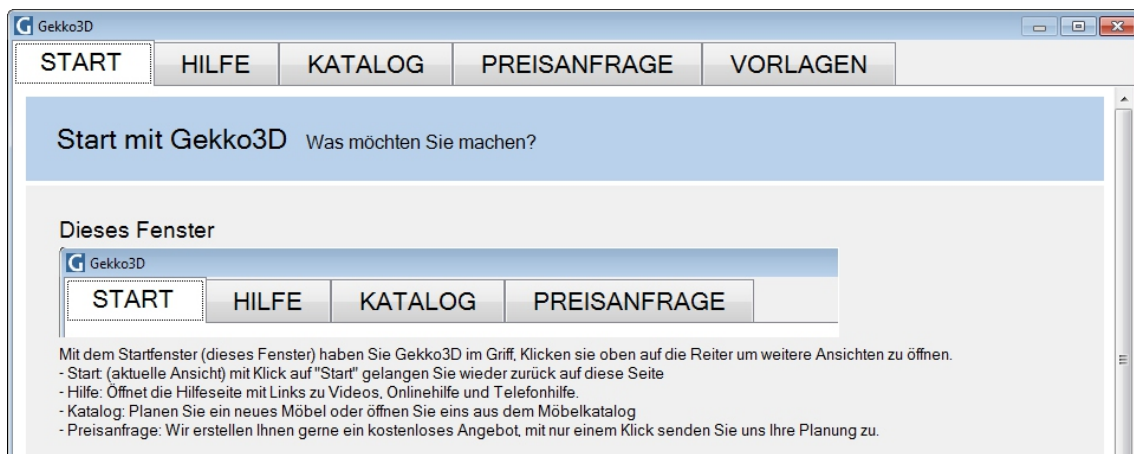 Gekko3D
START HILFE KATALOG PREISANFRAGE VORLAGEN
Start mit Gekko3D Was möchten Sie machen?
Dieses Fenster
Gekko3D
START HILFE KATALOG PREISANFRAGE
Mit dem Startfenster (dieses Fenster) haben Sie Gekko3D im Griff, Klicken sie oben auf die Reiter um weitere Ansichten zu öffnen.
- Start: (aktuelle Ansicht) mit Klick auf "Start" gelangen Sie wieder zurück auf diese Seite
- Hilfe: Öffnet die Hilfeseite mit Links zu Videos, Onlinehilfe und Telefonhilfe.
- Katalog: Planen Sie ein neues Möbel oder öffnen Sie eins aus dem Möbelkatalog
- Preisanfrage: Wir erstellen Ihnen gerne ein kostenloses Angebot, mit nur einem Klick senden Sie uns Ihre Planung zu.